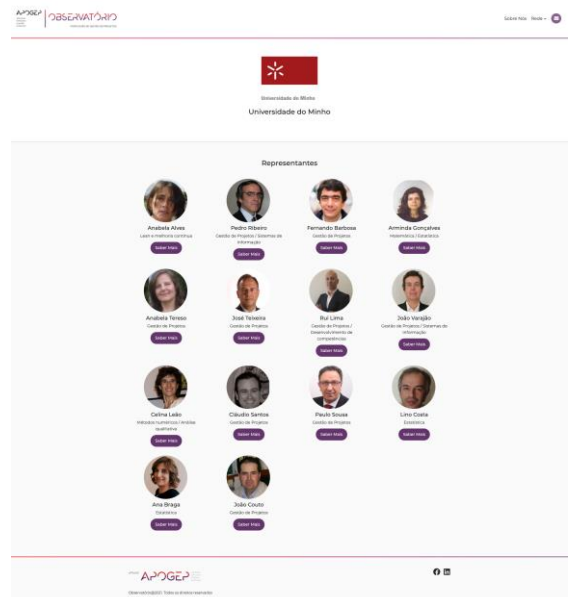 APOGEP
OBSERVATÓRIO
Sobre Nós Rede
Universidade do Minho
Universidade do Minho
Representantes
Anabela Alves
Lean e melhoria contínua
Saber Mais
Pedro Ribeiro
Gestão de Projetos / Sistemas de
Informação
Saber Mais
Fernando Barbosa
Gestão de Projetos
Saber Mais
Arminda Gonçalves
Matemática / Estatística
Saber Mais
Anabela Tereso
Gestão de Projetos
Saber Mais
José Teixeira
Gestão de Projetos
Saber Mais
Rui Lima
Gestão de Projetos /
Desenvolvimento de
competências
Saber Mais
João Varajão
Gestão de Projetos / Sistemas de
Informação
Saber Mais
Celina Leão
Métodos numéricos / Análise
qualitativa
Saber Mais
Cláudio Santos
Gestão de Projetos
Saber Mais
Paulo Sousa
Gestão de Projetos
Saber Mais
Lino Costa
Estatística
Saber Mais
Ana Braga
Estatística
Saber Mais
João Couto
Gestão de Projetos
Saber Mais
APOGEP
Todos os direitos reservados